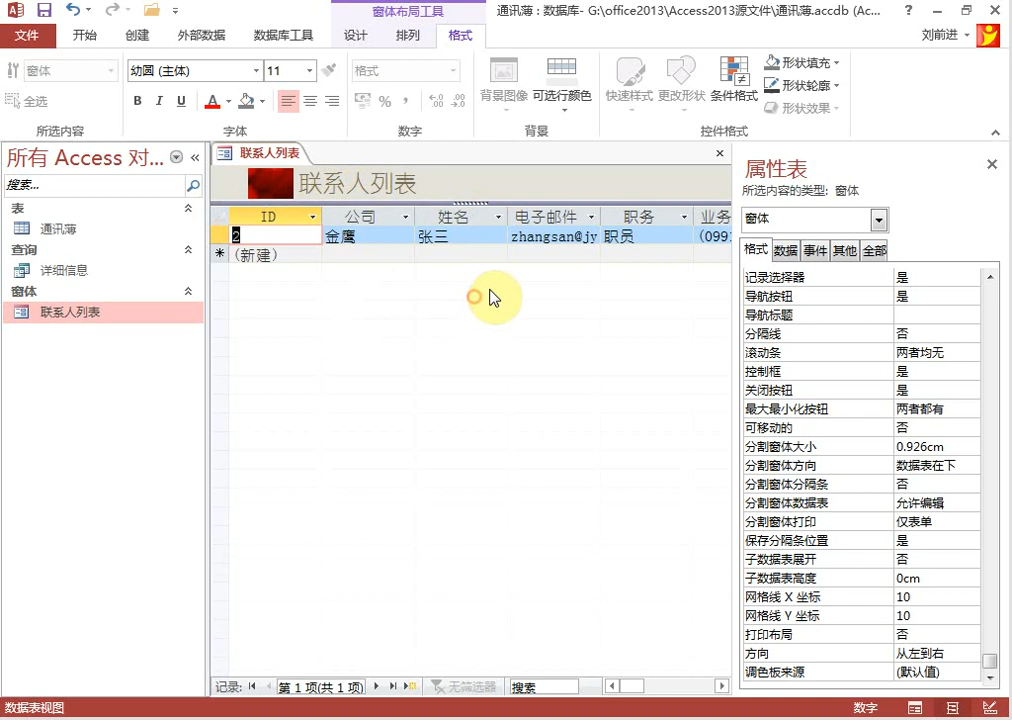 窗体布局工具
通讯薄 : 数据库- G:\office2013\Access2013源文件\通讯薄.accdb (Ac...
文件 开始 创建 外部数据 数据库工具 设计 排列 格式 刘前进
窗体 幼圆 (主体) 11 格式
背景图像 可选行颜色 快速样式 更改形状 条件格式
形状填充
形状轮廓
形状效果
全选
B I U A % ,
所选内容 字体 数字 背景 控件格式
所有 Access 对...
搜索...
表
通讯薄
查询
详细信息
窗体
联系人列表
联系人列表
联系人列表
ID 公司 姓名 电子邮件 职务 业务
2 金鹰 张三 zhangsan@jy 职员 (099
* (新建)
记录: 第 1 项(共 1 项) 无筛选器 搜索
属性表
所选内容的类型: 窗体
窗体
格式 数据 事件 其他 全部
记录选择器 是
导航按钮 是
导航标题
分隔线 否
滚动条 两者均无
控制框 是
关闭按钮 是
最大最小化按钮 两者都有
可移动的 否
分割窗体大小 0.926cm
分割窗体方向 数据表在下
分割窗体分隔条 否
分割窗体数据表 允许编辑
分割窗体打印 仅表单
保存分隔条位置 是
子数据表展开 否
子数据表高度 0cm
网格线 X 坐标 10
网格线 Y 坐标 10
打印布局 否
方向 从左到右
调色板来源 (默认值)
数据表视图 数字